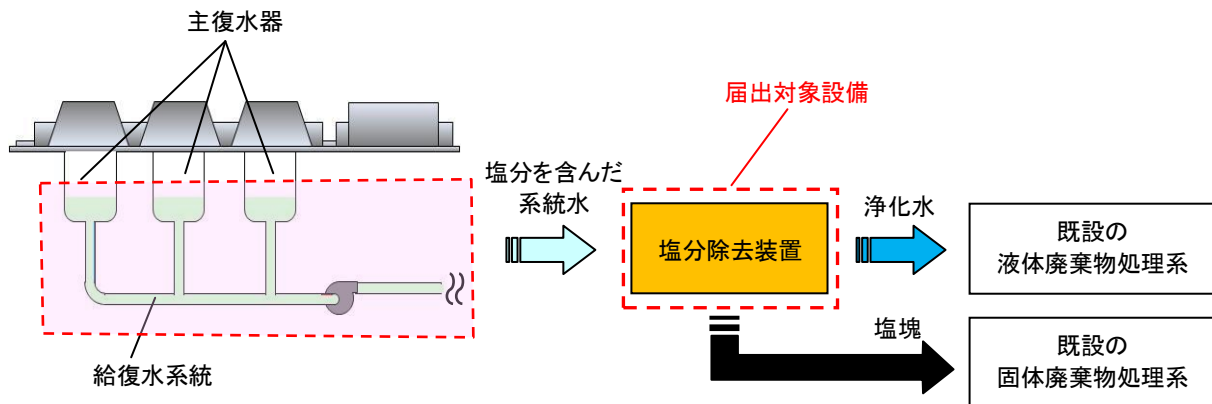 主復水器
届出対象設備
塩分を含んだ
系統水
塩分除去装置
浄化水
既設の
液体廃棄物処理系
塩塊
既設の
固体廃棄物処理系
給復水系統